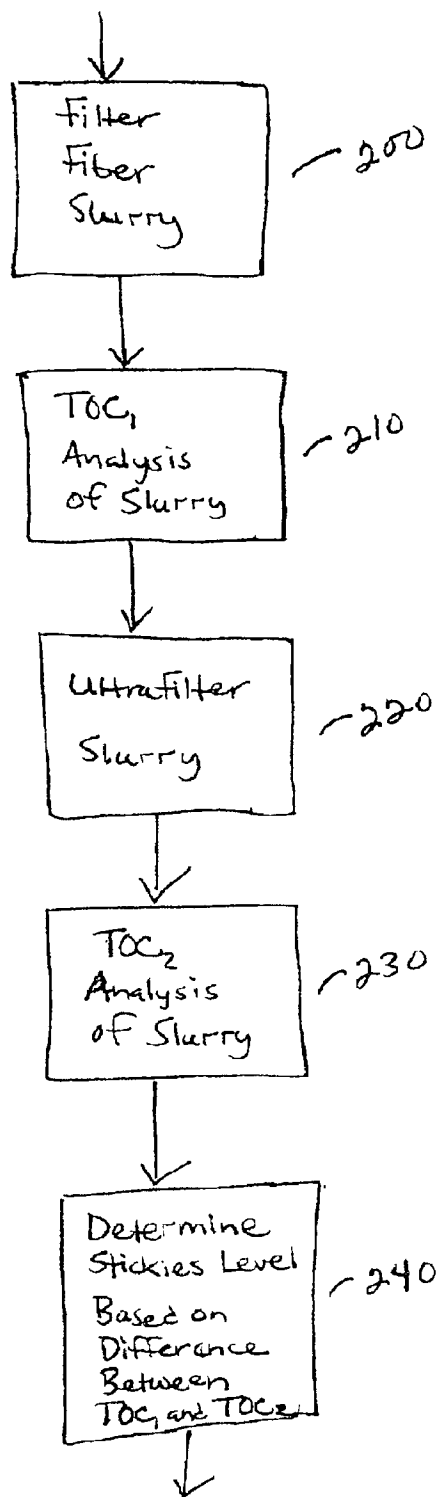 Filter
Fiber
Slurry
200
TOC₁
Analysis
of Slurry
210
Ultrafilter
Slurry
220
TOC₂
Analysis
of Slurry
230
Determine
Stickies Level
Based on
Difference
Between
TOC₁ and TOC₂
240